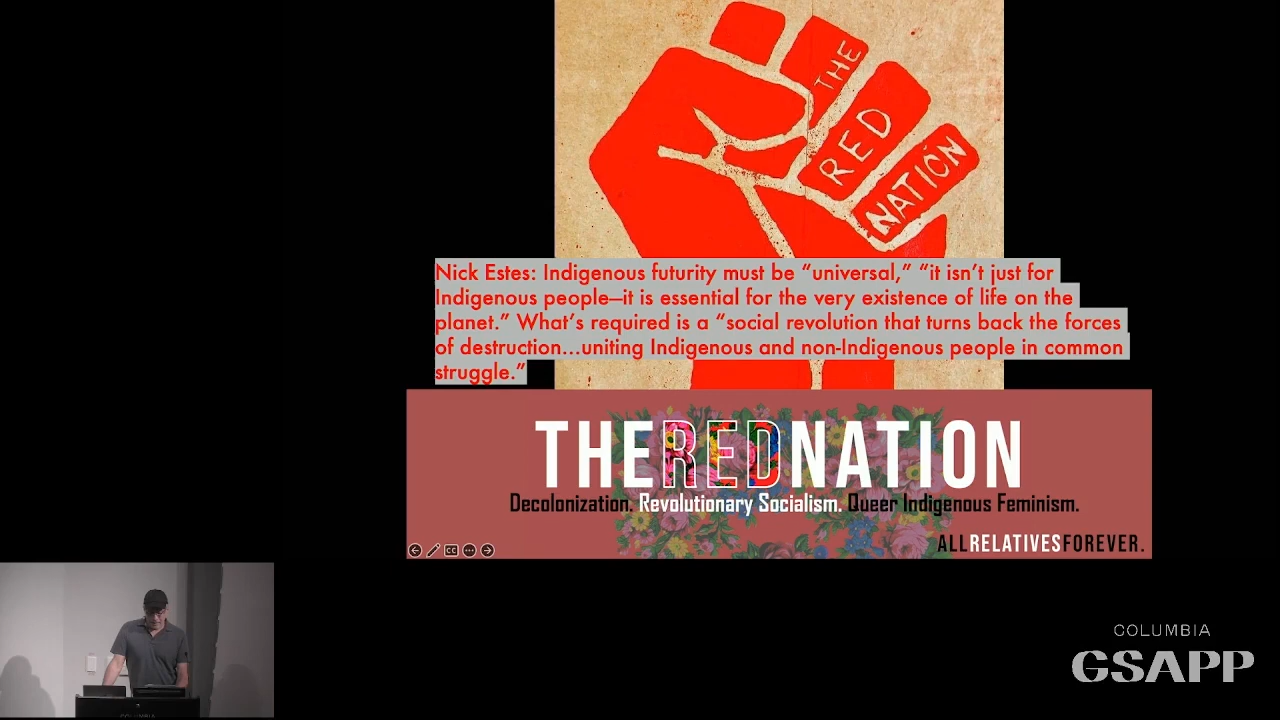 THE
RED
NATION
Nick Estes: Indigenous futurity must be “universal,” “it isn’t just for
Indigenous people—it is essential for the very existence of life on the
planet.” What’s required is a “social revolution that turns back the forces
of destruction...uniting Indigenous and non-Indigenous people in common
struggle.”
THEREDNATION
Decolonization. Revolutionary Socialism. Queer Indigenous Feminism.
ALLRELATIVESFOREVER.
CC
COLUMBIA
GSAPP
COLUMBIA